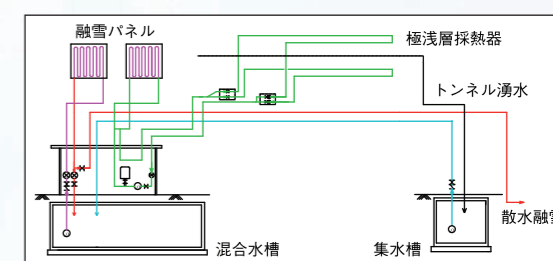 融雪パネル
極浅層採熱器
トンネル湧水
散水融雪
混合水槽
集水槽